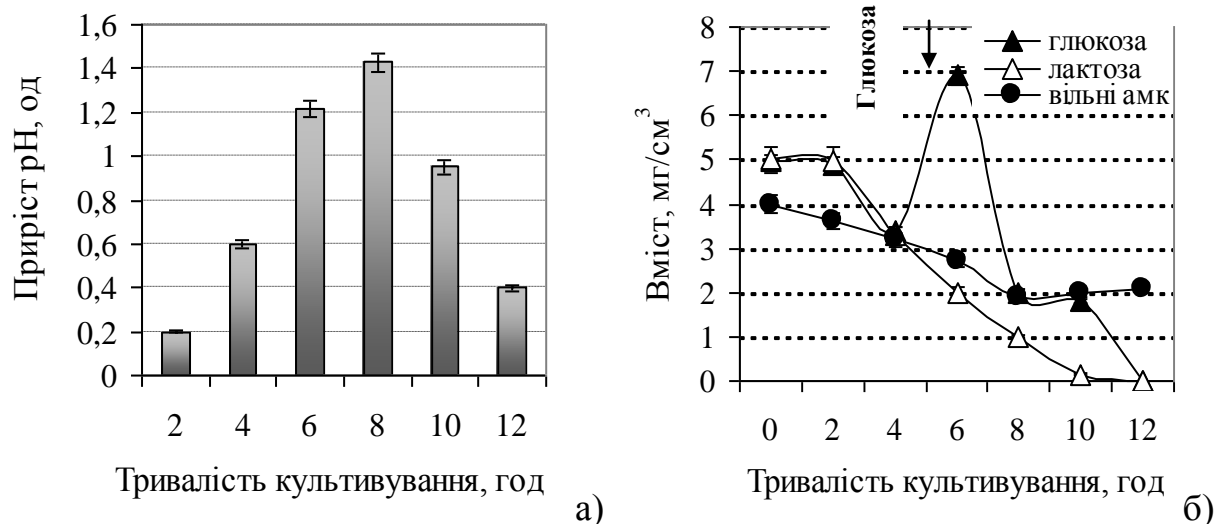 1,6
1,4
1,2
1
0,8
0,6
0,4
0,2
0
Приріст рН, од
2 4 6 8 10 12
Тривалість культивування, год
а)
8
7
6
5
4
3
2
1
0
Вміст, мг/см³
Глюкоза
глюкоза
лактоза
вільні амк
0 2 4 6 8 10 12
Тривалість культивування, год
б)